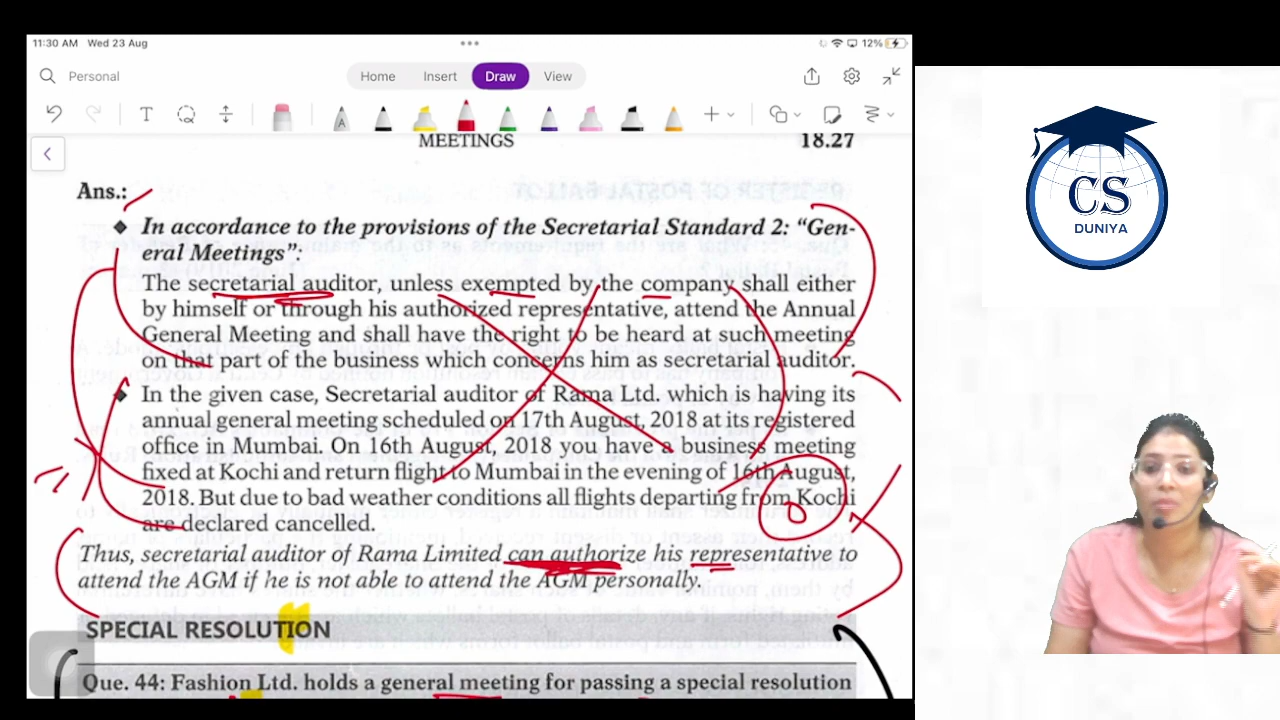 11:30 AM Wed 23 Aug
12%
Personal
Home Insert Draw View
T
A
MEETINGS 18.27
Ans.:
In accordance to the provisions of the Secretarial Standard 2: “Gen-
eral Meetings”:
The secretarial auditor, unless exempted by the company shall either
by himself or through his authorized representative, attend the Annual
General Meeting and shall have the right to be heard at such meeting
on that part of the business which concerns him as secretarial auditor.
In the given case, Secretarial auditor of Rama Ltd. which is having its
annual general meeting scheduled on 17th August, 2018 at its registered
office in Mumbai. On 16th August, 2018 you have a business meeting
fixed at Kochi and return flight to Mumbai in the evening of 16th August,
2018. But due to bad weather conditions all flights departing from Kochi
are declared cancelled.
Thus, secretarial auditor of Rama Limited can authorize his representative to
attend the AGM if he is not able to attend the AGM personally.
SPECIAL RESOLUTION
Que. 44: Fashion Ltd. holds a general meeting for passing a special resolution
CS
DUNIYA